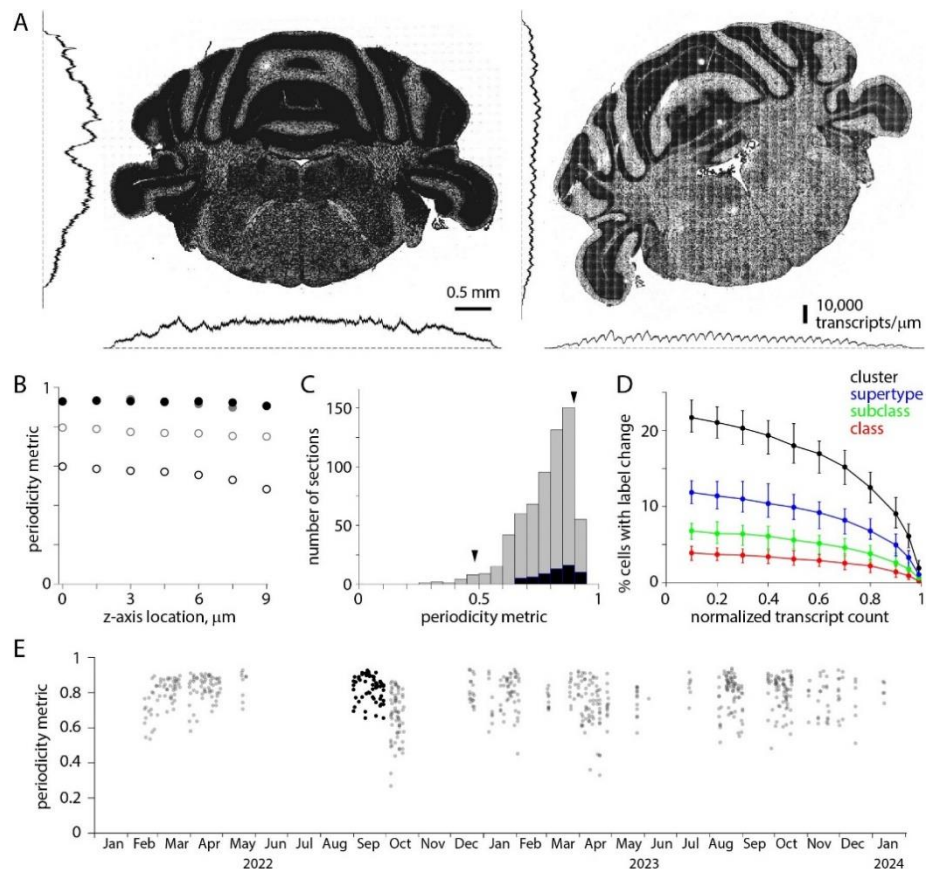 A
0.5 mm
10,000
transcripts/μm
B
periodicity metric
1
0
0
3
6
9
z-axis location, μm
C
number of sections
150
100
50
0
0
0.5
1
periodicity metric
D
cluster
supertype
subclass
class
% cells with label change
20
10
0
0.2
0.4
0.6
0.8
1
normalized transcript count
E
periodicity metric
1
0.8
0.6
0.4
0.2
0
Jan Feb Mar Apr May Jun Jul Aug Sep Oct Nov Dec Jan Feb Mar Apr May Jun Jul Aug Sep Oct Nov Dec Jan
2022 2023 2024